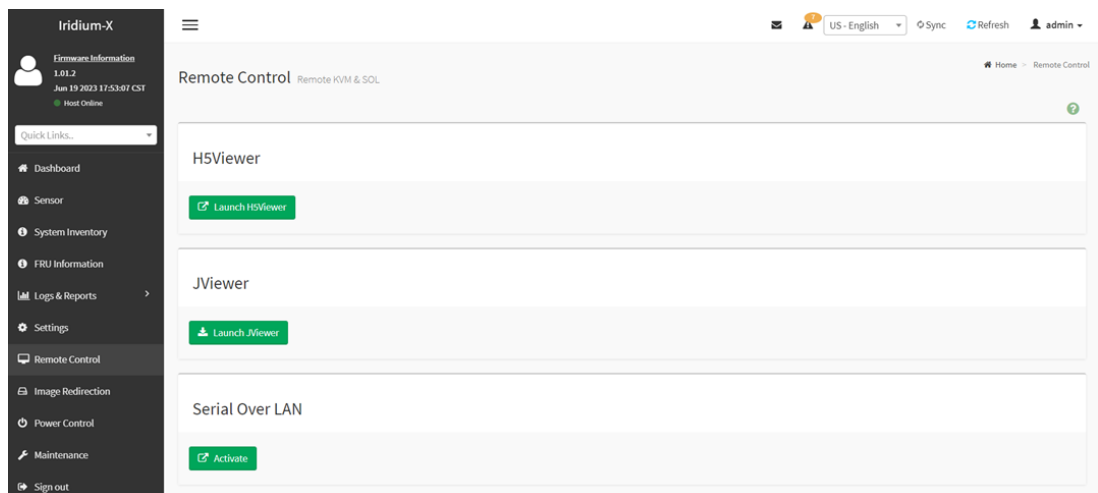 Iridium-X
Firmware Information
1.01.2
Jun 19 2023 17:53:07 CST
Host Online
Quick Links..
Dashboard
Sensor
System Inventory
FRU Information
Logs & Reports
Settings
Remote Control
Image Redirection
Power Control
Maintenance
Sign out
7
US - English
Sync
Refresh
admin
Remote Control Remote KVM & SOL
Home > Remote Control
H5Viewer
Launch H5Viewer
JViewer
Launch JViewer
Serial Over LAN
Activate